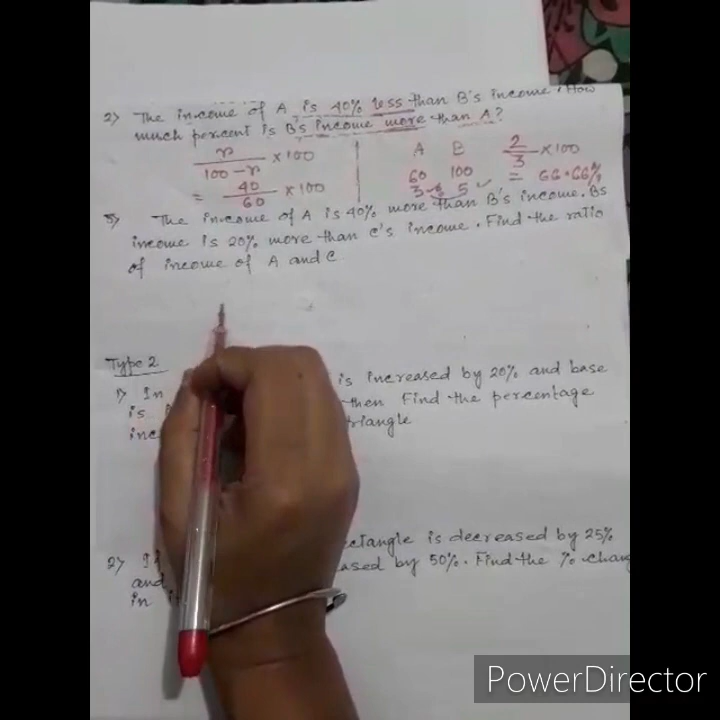 2) The income of A is 40% less than B's income. How
much percent is B's income more than A?
r / 100 - r × 100
= 40 / 60 × 100
A B
60 100
3 5
2 / 3 × 100
= 66.66%
3) The income of A is 40% more than B's income. Bs
income is 20% more than C's income. Find the ratio
of income of A and C
Type 2
1) In is increased by 20% and base
is then Find the percentage
triangle
2) ectangle is decreased by 25%
and ased by 50%. Find the % chan
in
PowerDirector